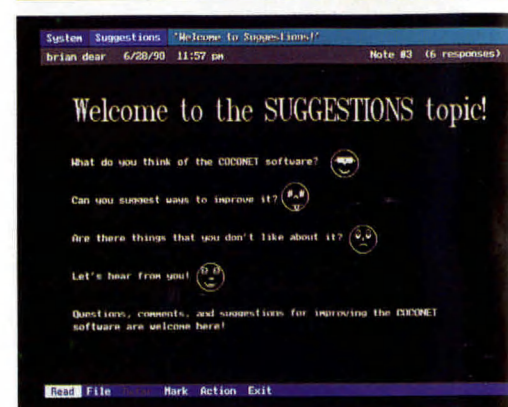 System Suggestions "Welcome to Suggestions!"
brian dear 6/28/90 11:57 pm Note #3 (6 responses)
Welcome to the SUGGESTIONS topic!
What do you think of the COCONET software?
Can you suggest ways to improve it?
Are there things that you don't like about it?
Let's hear from you!
Questions, comments, and suggestions for improving the COCONET
software are welcome here!
Read File Mark Action Exit